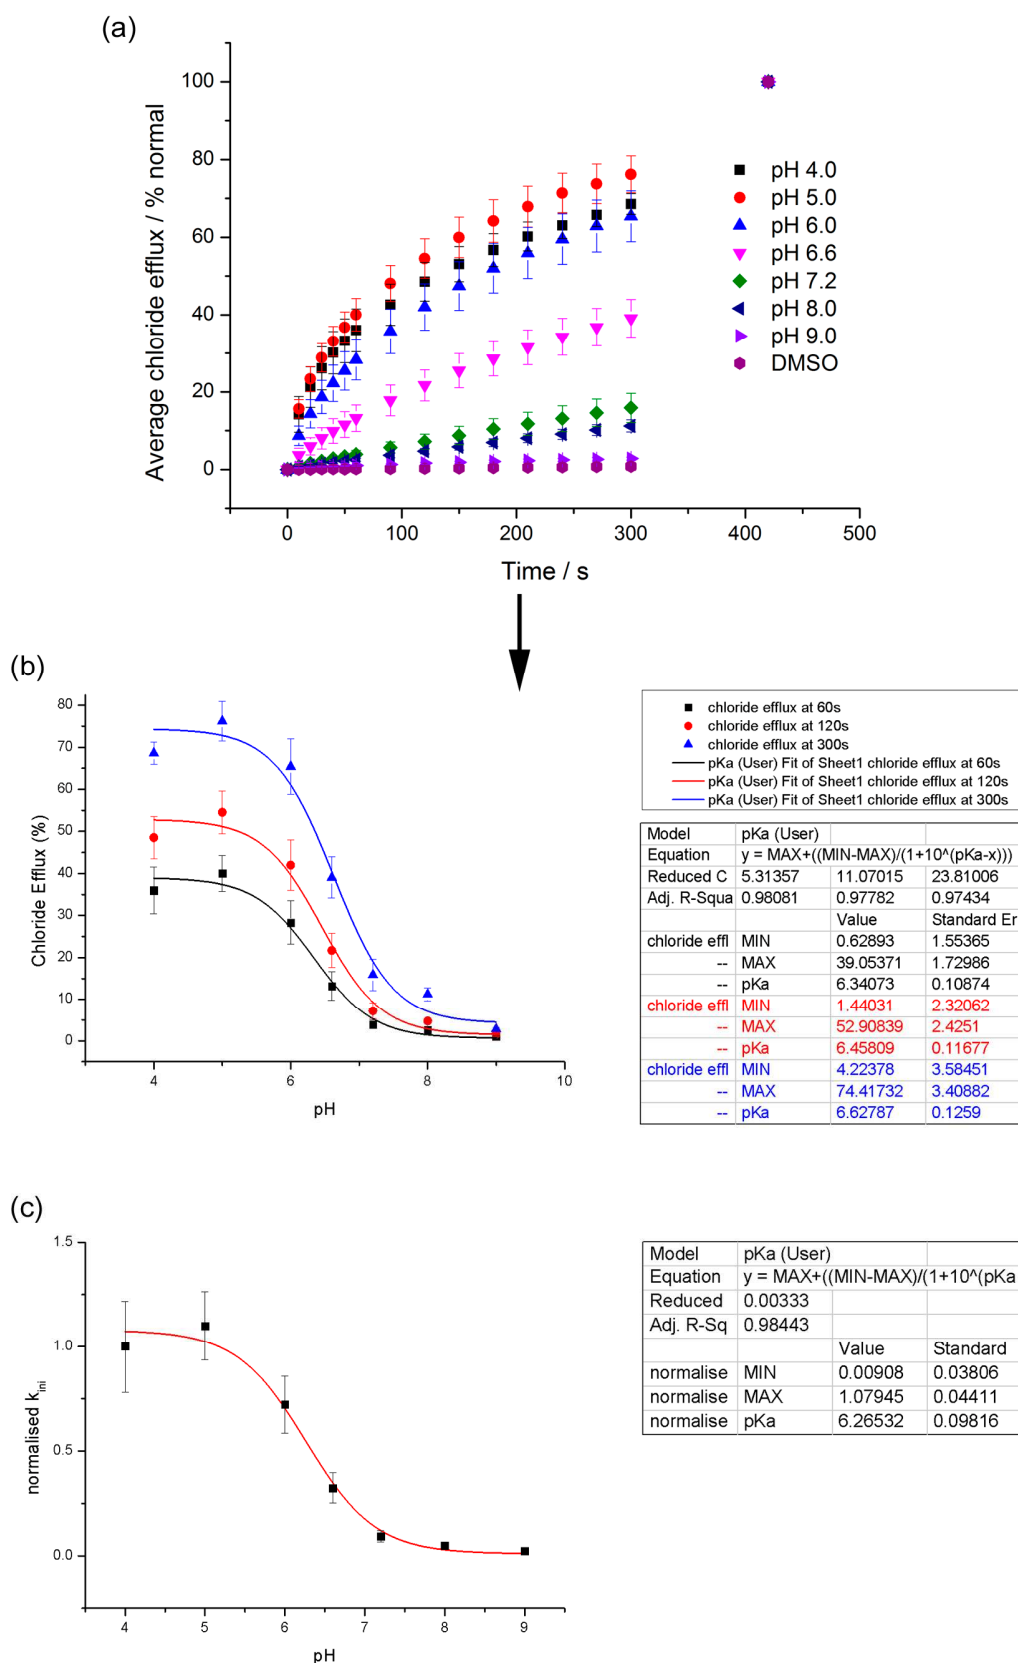 (a)
100
80
60
40
20
0
Average chloride efflux / % normal
pH 4.0
pH 5.0
pH 6.0
pH 6.6
pH 7.2
pH 8.0
pH 9.0
DMSO
0 100 200 300 400 500
Time / s
(b)
80
70
60
50
40
30
20
10
0
Chloride Efflux (%)
4 6 8 10
pH
chloride efflux at 60s
chloride efflux at 120s
chloride efflux at 300s
pKa (User) Fit of Sheet1 chloride efflux at 60s
pKa (User) Fit of Sheet1 chloride efflux at 120s
pKa (User) Fit of Sheet1 chloride efflux at 300s
Model pKa (User)
Equation y = MAX+((MIN-MAX)/(1+10^(pKa-x)))
Reduced C 5.31357 11.07015 23.81006
Adj. R-Squa 0.98081 0.97782 0.97434
Value Standard Er
chloride effl MIN 0.62893 1.55365
-- MAX 39.05371 1.72986
-- pKa 6.34073 0.10874
chloride effl MIN 1.44031 2.32062
-- MAX 52.90839 2.4251
-- pKa 6.45809 0.11677
chloride effl MIN 4.22378 3.58451
-- MAX 74.41732 3.40882
-- pKa 6.62787 0.1259
(c)
1.5
1.0
0.5
0.0
normalised kini
4 5 6 7 8 9
pH
Model pKa (User)
Equation y = MAX+((MIN-MAX)/(1+10^(pKa
Reduced 0.00333
Adj. R-Sq 0.98443
Value Standard
normalise MIN 0.00908 0.03806
normalise MAX 1.07945 0.04411
normalise pKa 6.26532 0.09816